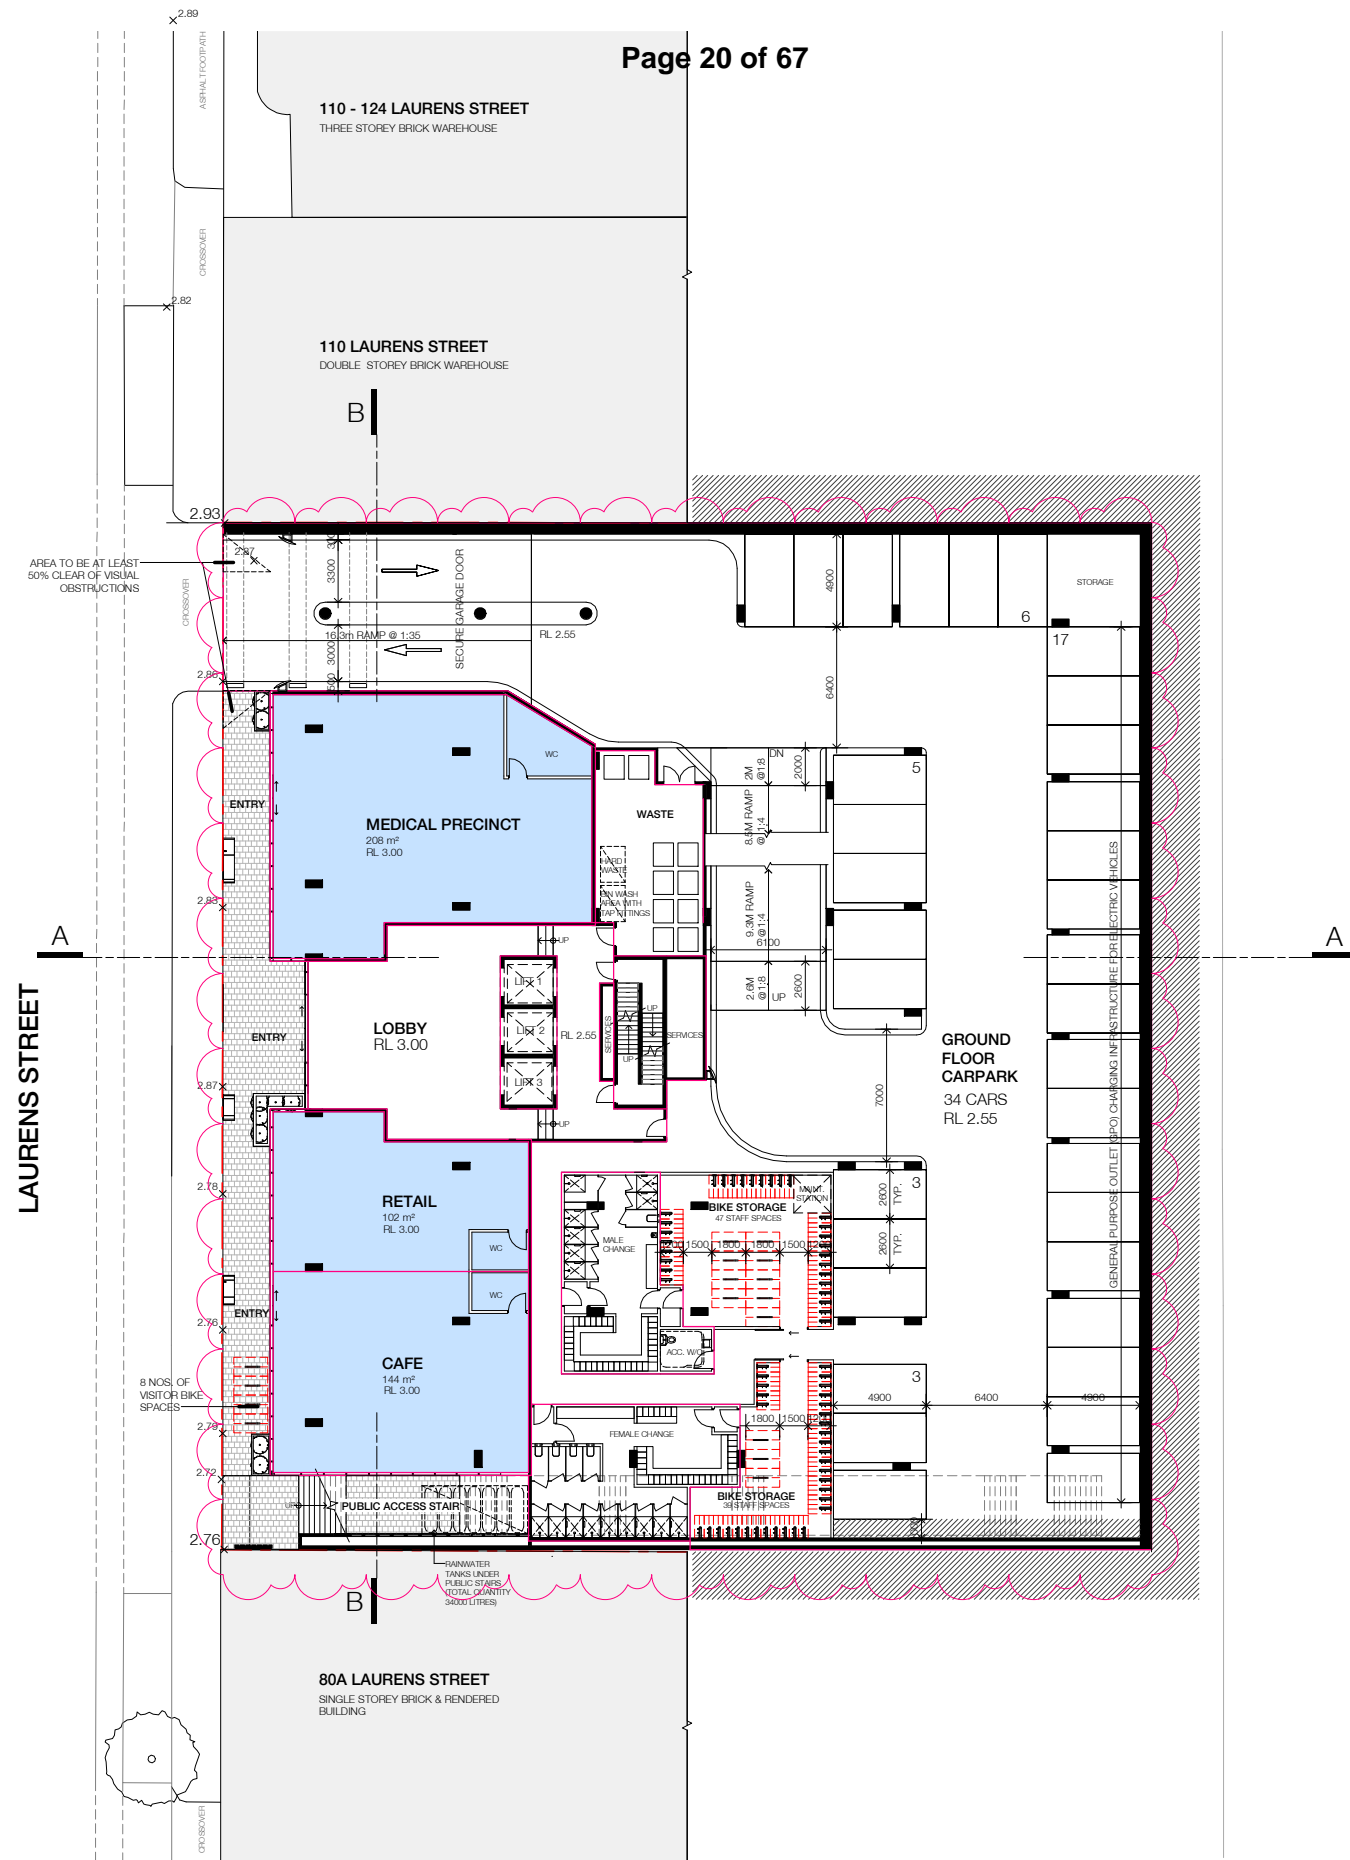 2.89
ASPHALT FOOTPATH
Page 20 of 67
110 - 124 LAURENS STREET
THREE STOREY BRICK WAREHOUSE
CROSSOVER
2.82
110 LAURENS STREET
DOUBLE STOREY BRICK WAREHOUSE
B
2.93
AREA TO BE AT LEAST
50% CLEAR OF VISUAL
OBSTRUCTIONS
2.87
CROSSOVER
300
3300
SECURE GARAGE DOOR
16.3m RAMP @ 1:35
RL 2.55
3000
500
2.86
4900
STORAGE
6
17
6400
WC
ENTRY
MEDICAL PRECINCT
208 m²
RL 3.00
WASTE
HARD
WASTE
BIN WASH
AREA WITH
TAP FITTINGS
DN
2M
@1:8
2000
8.5M RAMP
@ 1:4
9.3M RAMP
@1:4
6100
2.6M
@1:8
UP
2600
5
2.83
A
A
LAURENS STREET
ENTRY
LOBBY
RL 3.00
UP
LIFT 1
LIFT 2
LIFT 3
RL 2.55
SERVICES
UP
UP
SERVICES
UP
GROUND
FLOOR
CARPARK
34 CARS
RL 2.55
7000
GENERAL PURPOSE OUTLET (GPO) CHARGING INFRASTRUCTURE FOR ELECTRIC VEHICLES
2.87
2.78
RETAIL
102 m²
RL 3.00
WC
WC
MALE
CHANGE
BIKE STORAGE
47 STAFF SPACES
MAINT.
STATION
1500
1800
1800
1500
3
2600
TYP.
2600
TYP.
ENTRY
2.76
CAFE
144 m²
RL 3.00
ACC. W/C
8 NOS. OF
VISITOR BIKE
SPACES
2.79
3
4900
6400
4900
1800
1500
FEMALE CHANGE
2.72
UP
PUBLIC ACCESS STAIR
BIKE STORAGE
39 STAFF SPACES
2.76
RAINWATER
TANKS UNDER
PUBLIC STAIRS
(TOTAL QUANTITY
34000 LITRES)
B
80A LAURENS STREET
SINGLE STOREY BRICK & RENDERED
BUILDING
CROSSOVER